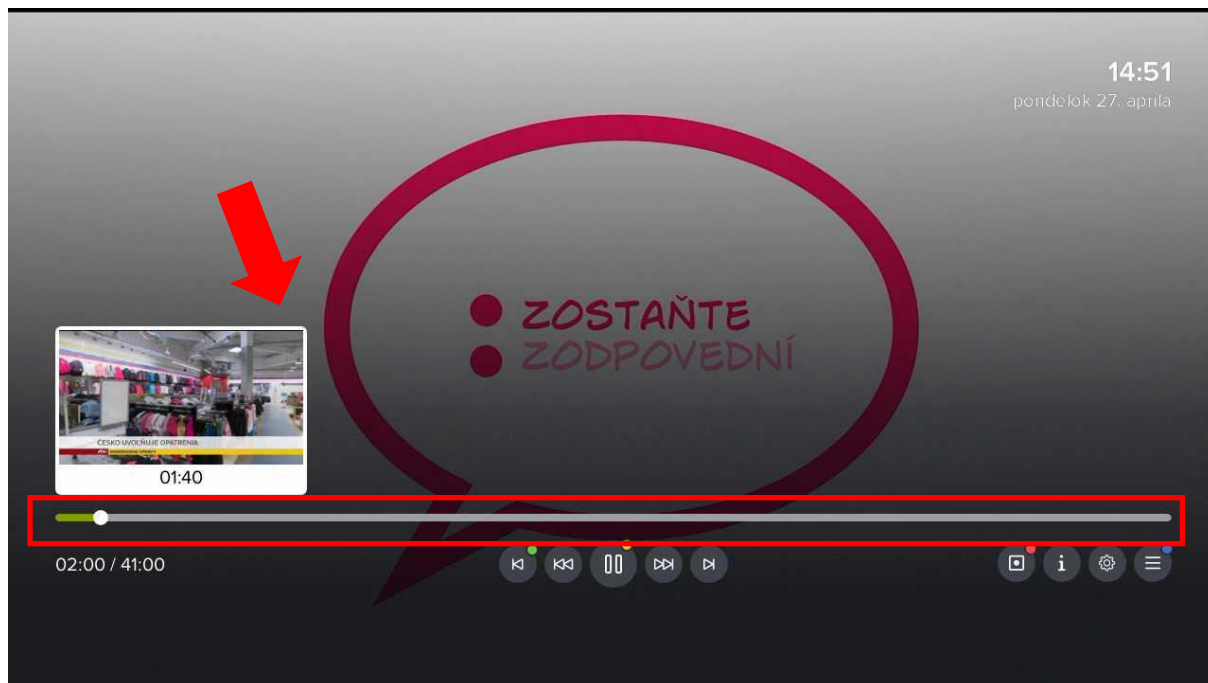 14:51
pondelok 27. apríla
ZOSTAŇTE
ZODPOVEDNÍ
ČESKO UVOĽŇUJE OPATRENIA
01:40
02:00 / 41:00